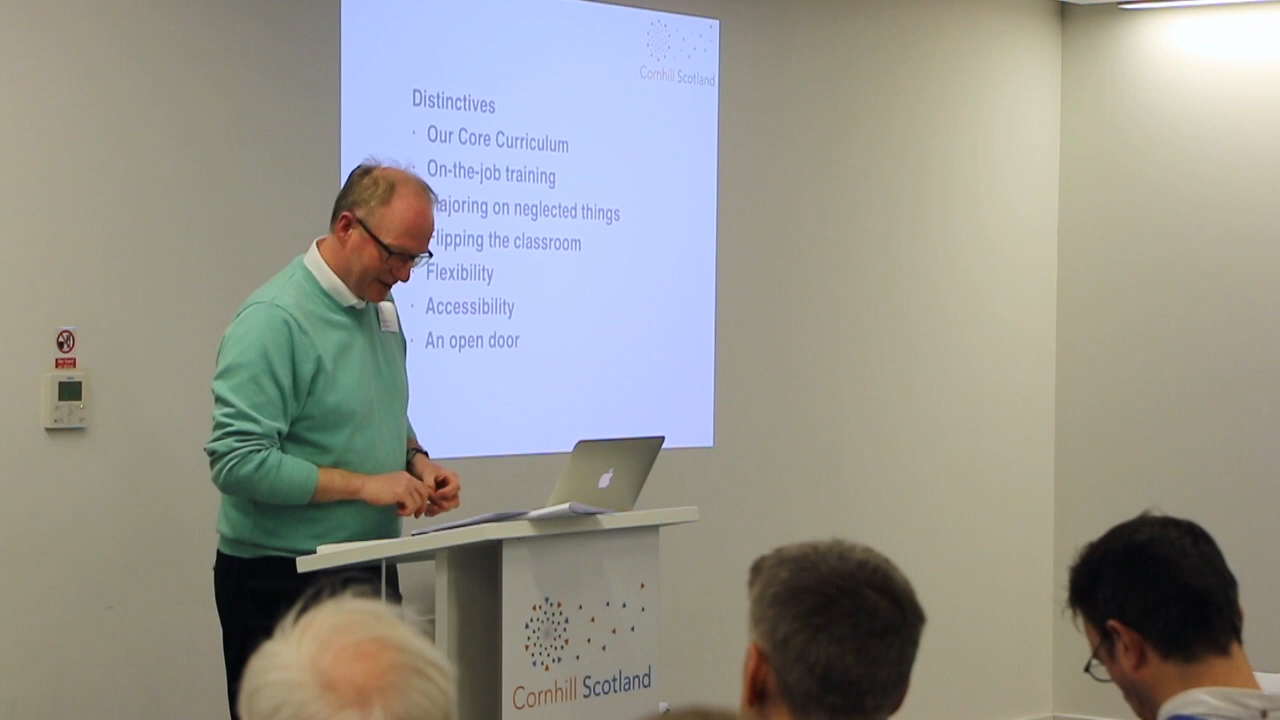 Cornhill Scotland
Distinctives
· Our Core Curriculum
· On-the-job training
ajoring on neglected things
lipping the classroom
· Flexibility
· Accessibility
· An open door
Cornhill Scotland